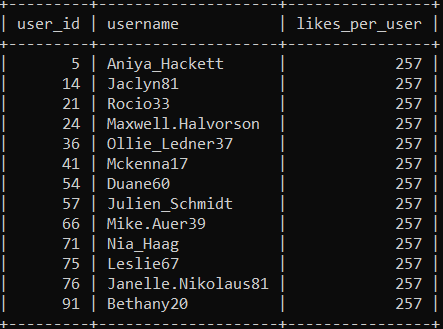 +---------+--------------------+----------------+
| user_id | username           | likes_per_user |
+---------+--------------------+----------------+
|       5 | Aniya_Hackett      |            257 |
|      14 | Jaclyn81           |            257 |
|      21 | Rocio33            |            257 |
|      24 | Maxwell.Halvorson  |            257 |
|      36 | Ollie_Ledner37     |            257 |
|      41 | Mckenna17          |            257 |
|      54 | Duane60            |            257 |
|      57 | Julien_Schmidt     |            257 |
|      66 | Mike.Auer39        |            257 |
|      71 | Nia_Haag           |            257 |
|      75 | Leslie67           |            257 |
|      76 | Janelle.Nikolaus81 |            257 |
|      91 | Bethany20          |            257 |
+---------+--------------------+----------------+